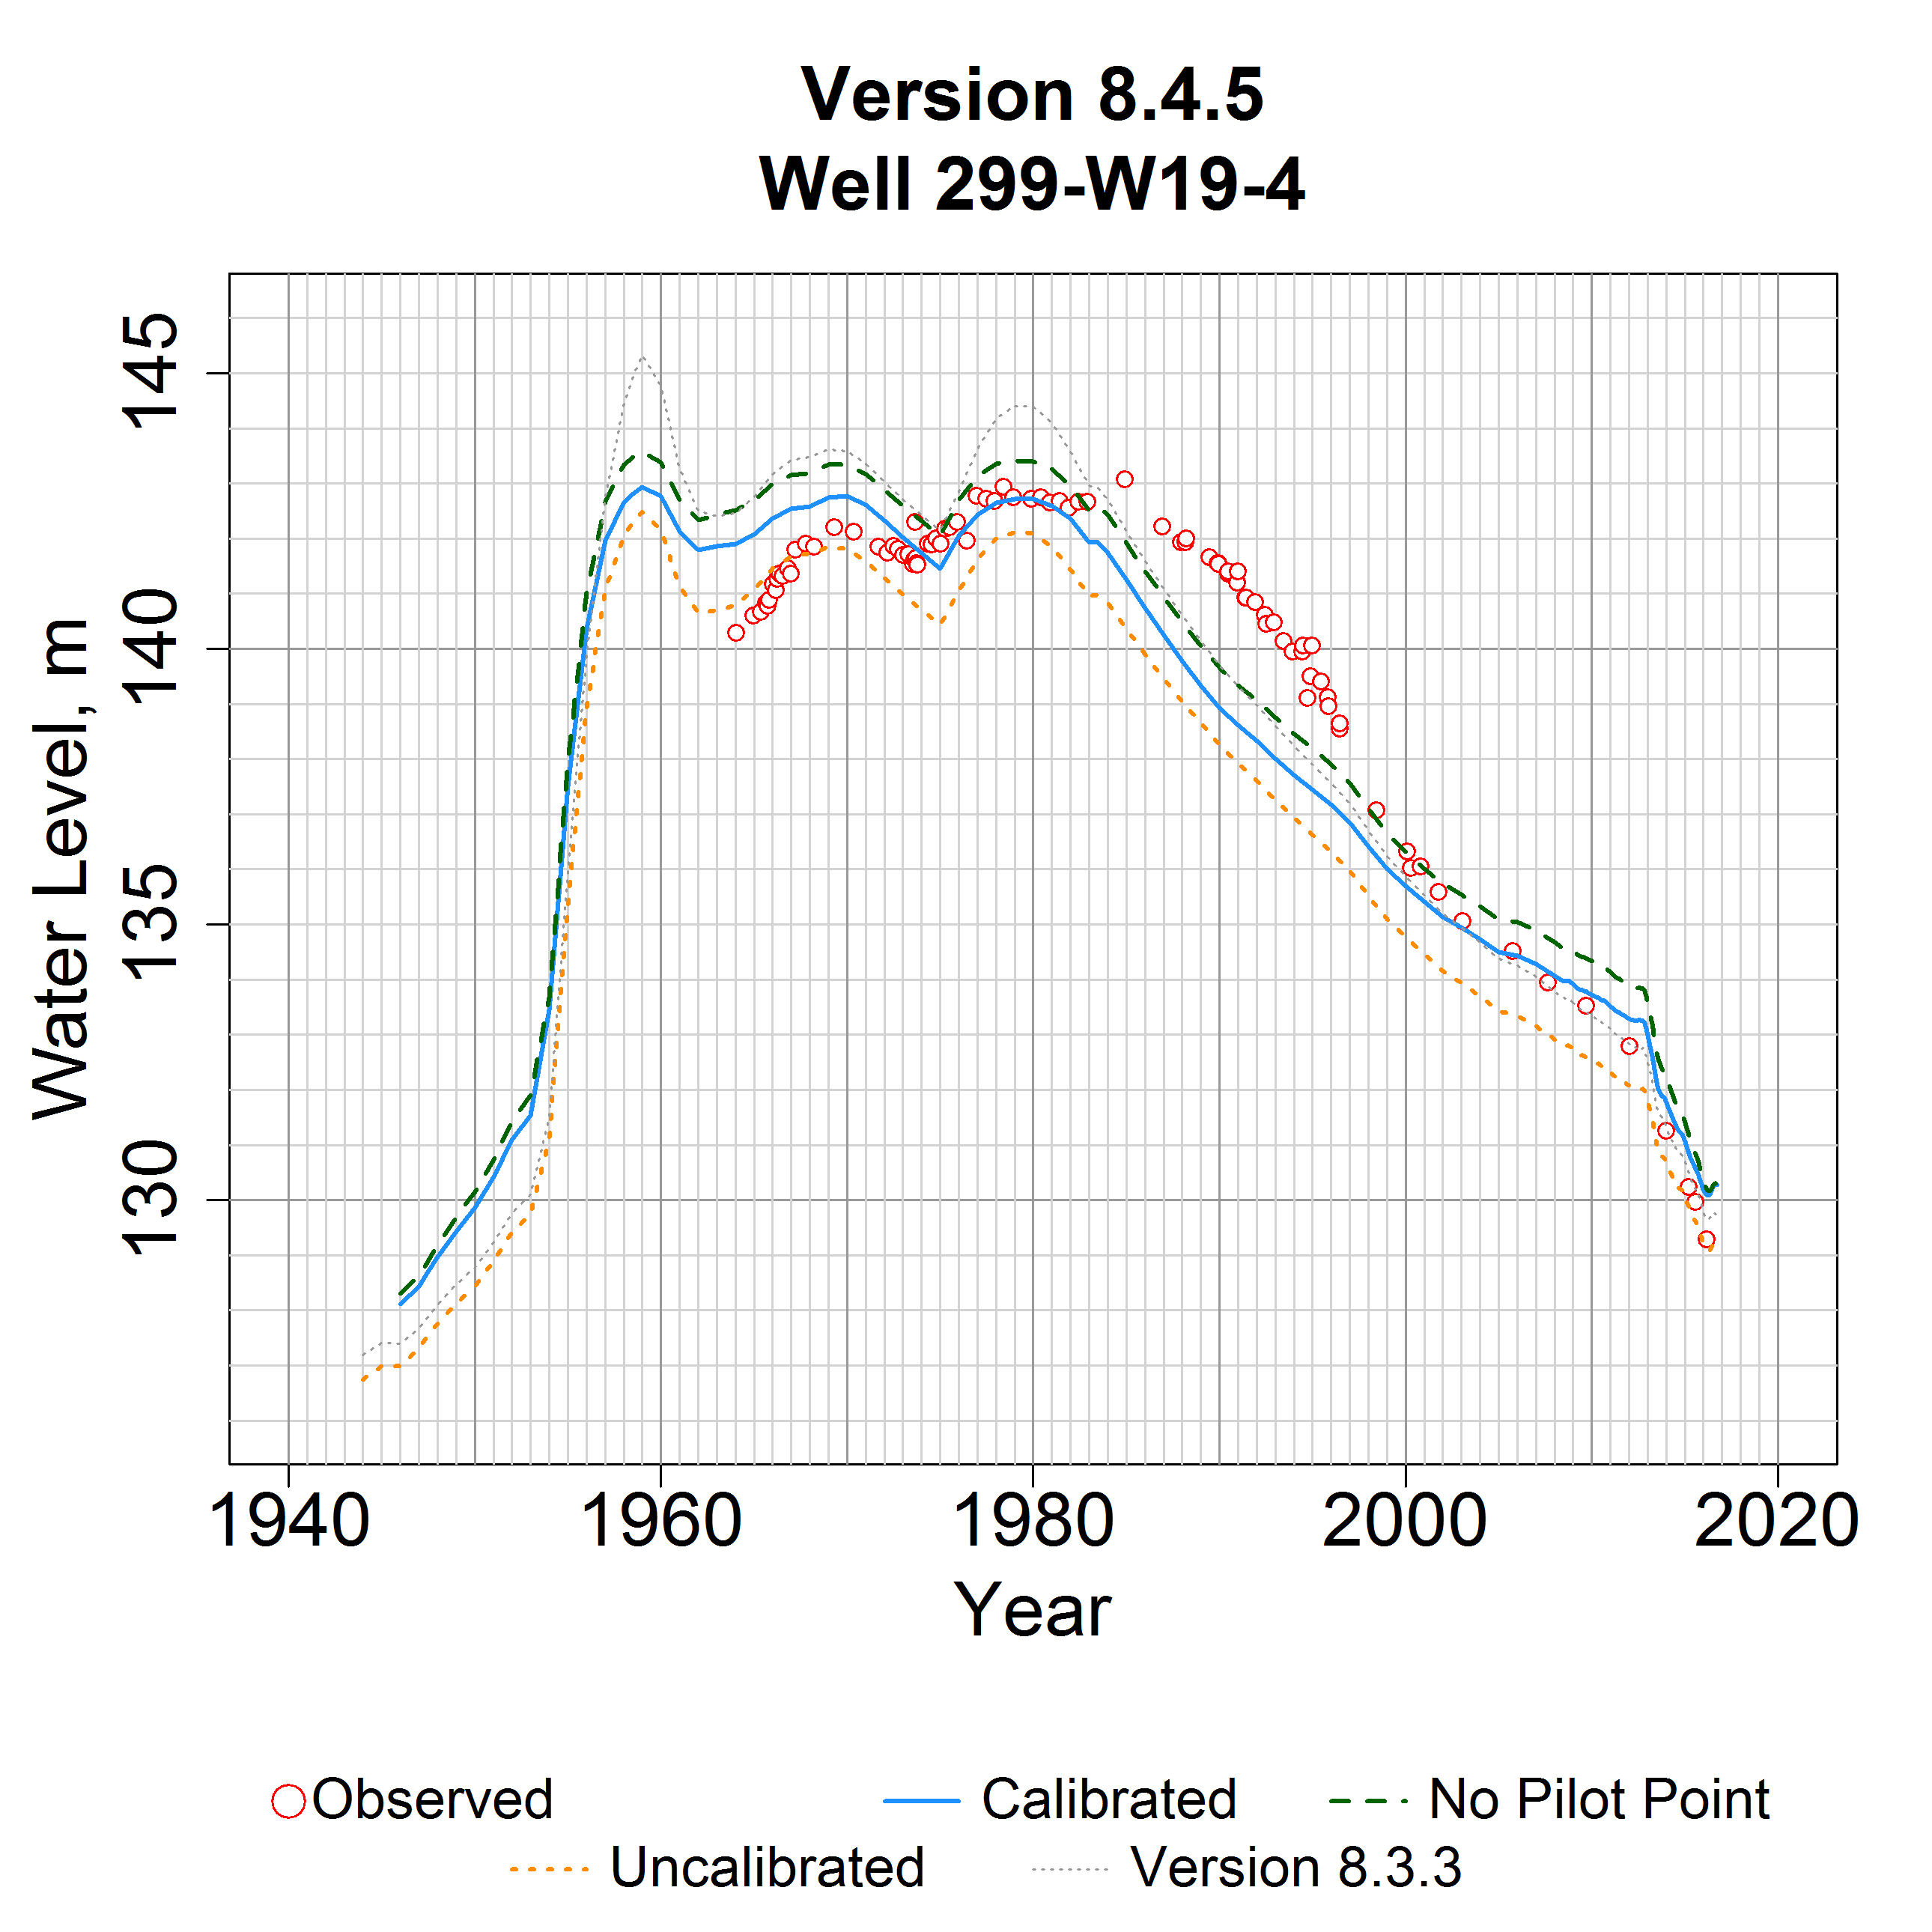 Version 8.4.5
Well 299-W19-4
145
140
135
130
Water Level, m
1940 1960 1980 2000 2020
Year
Observed Calibrated No Pilot Point
Uncalibrated Version 8.3.3